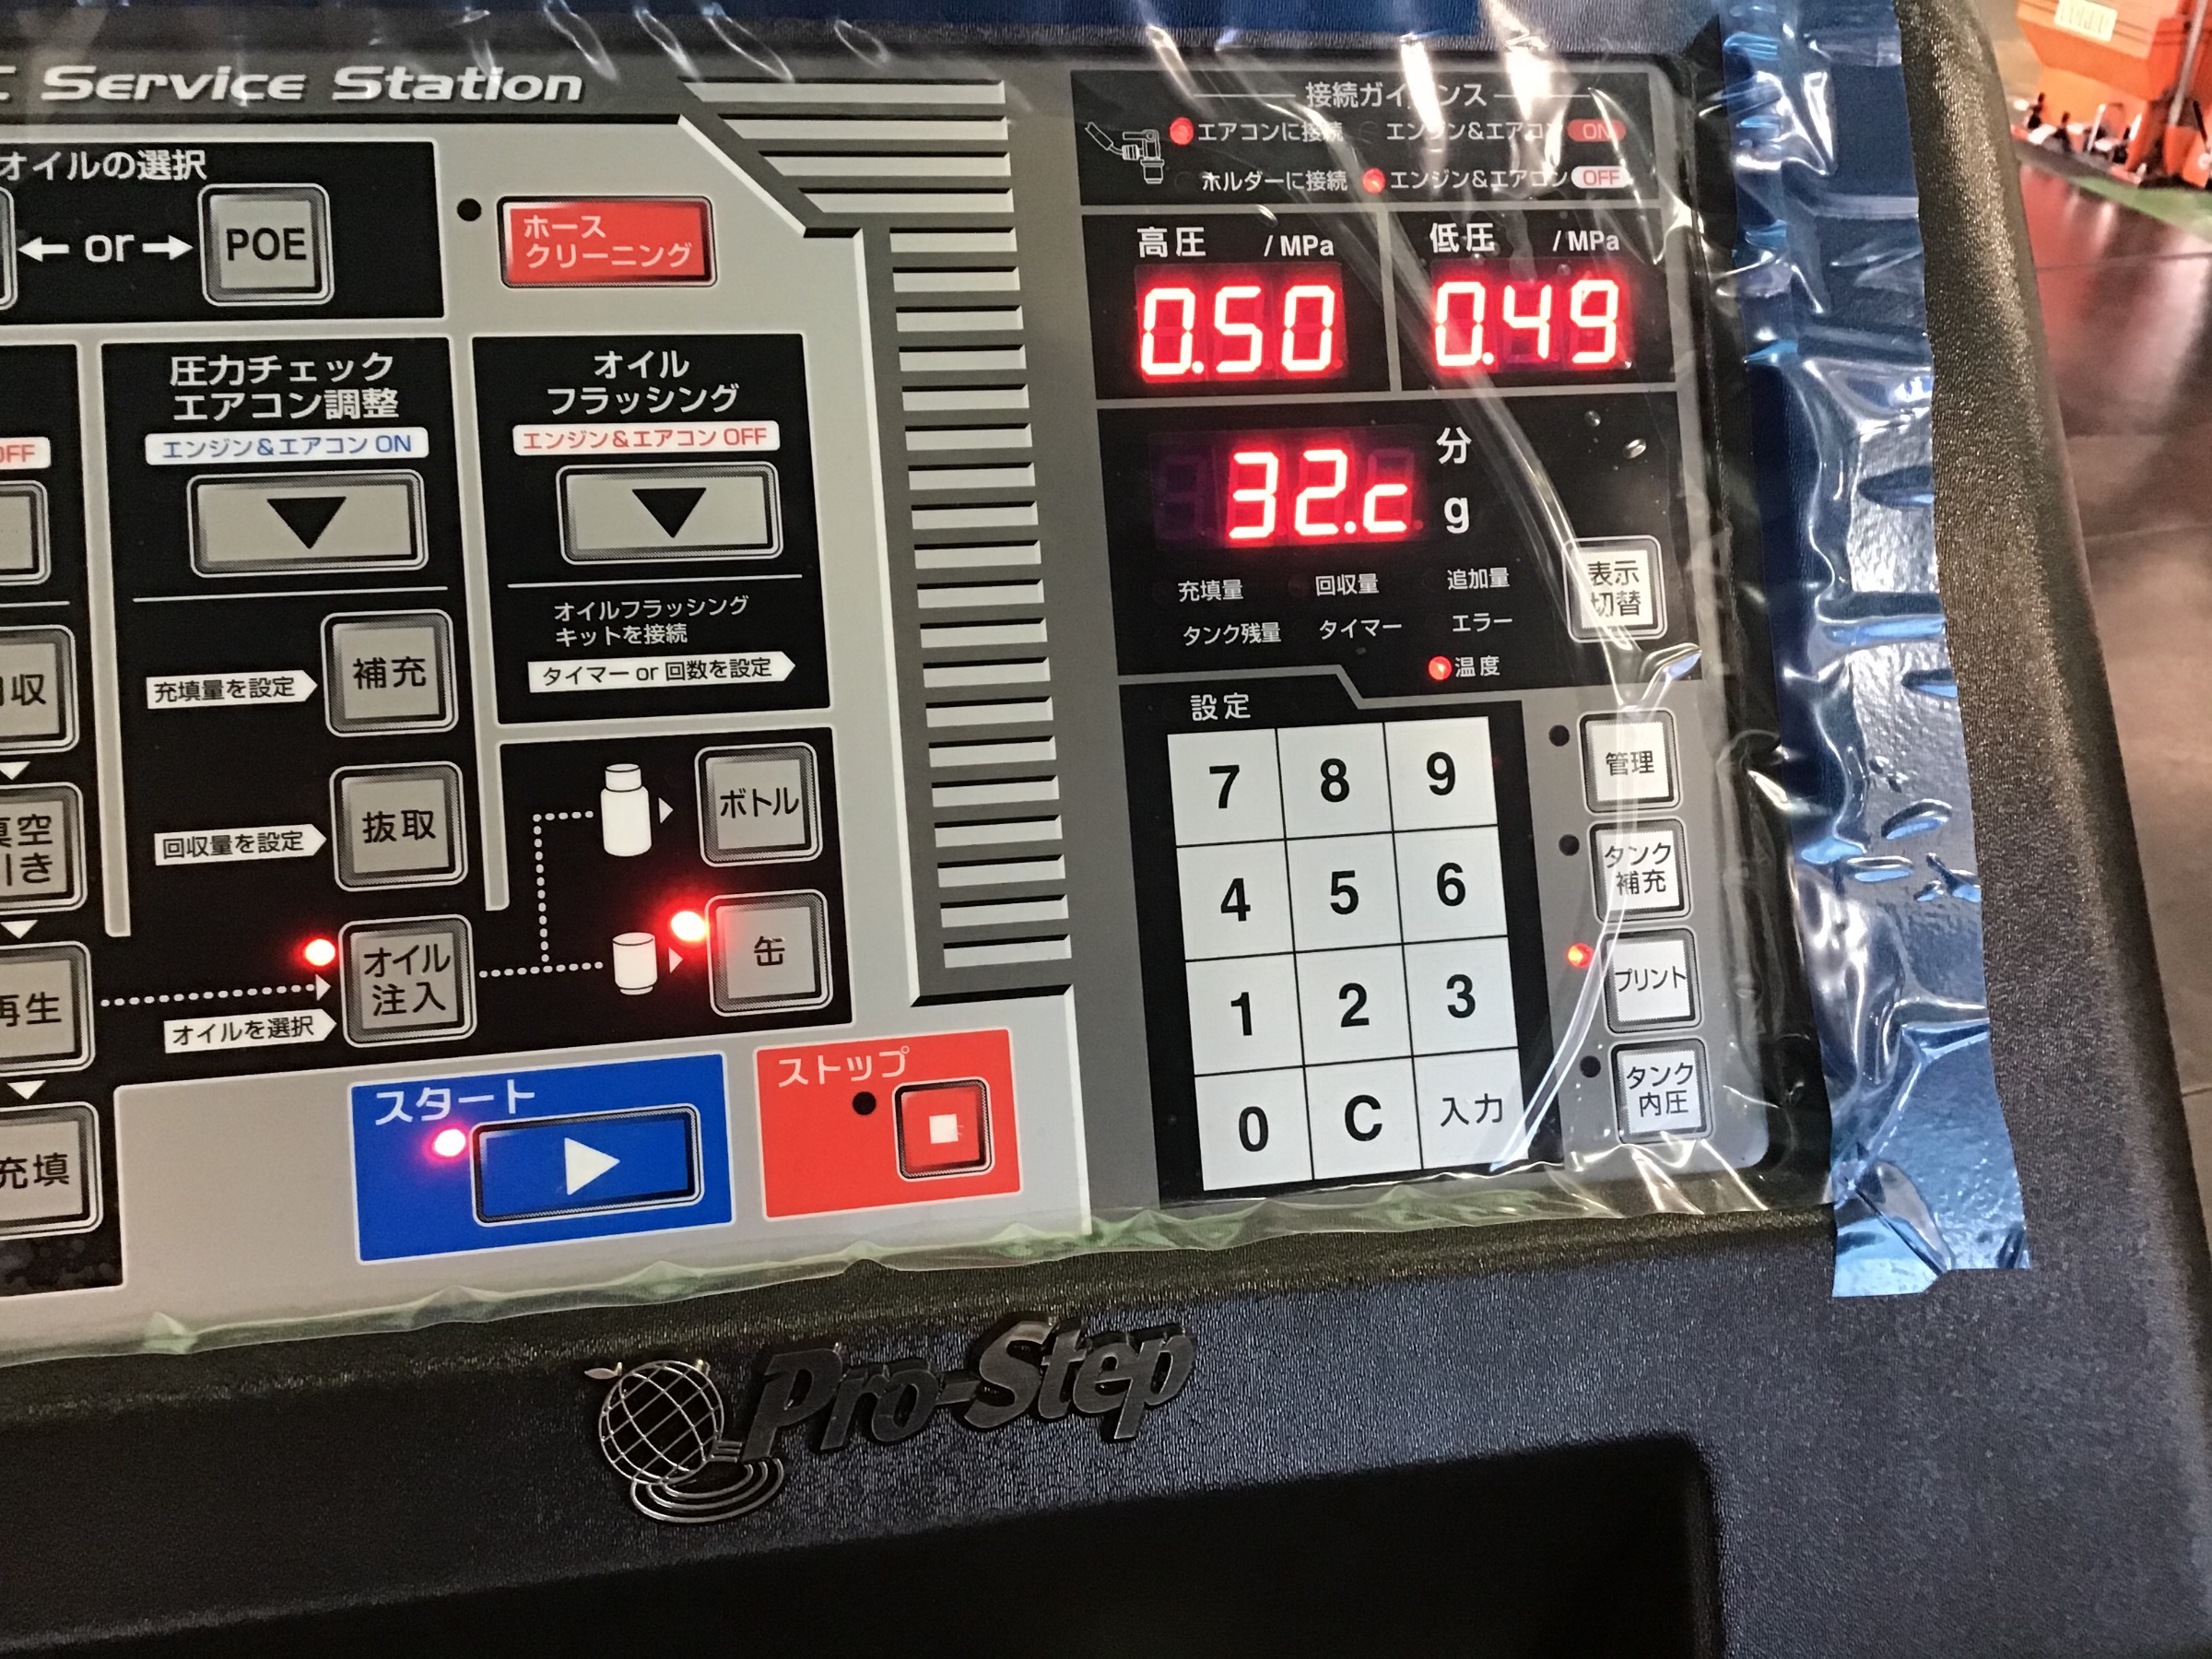 Service Station
オイルの選択
← or →
POE
ホース
クリーニング
OFF
圧力チェック
エアコン調整
エンジン&エアコン ON
充填量を設定
補充
回収量を設定
抜取
オイル
フラッシング
エンジン&エアコン OFF
オイルフラッシング
キットを接続
タイマー or 回数を設定
ボトル
缶
収
真空
引き
再生
充填
オイル
注入
オイルを選択
スタート
ストップ
接続ガイダンス
エアコンに接続
エンジン&エアコン ON
ホルダーに接続
エンジン&エアコン OFF
高圧 /MPa
0.50
低圧 /MPa
0.49
32.c
分
g
充填量
回収量
追加量
タンク残量
タイマー
エラー
温度
表示
切替
設定
7 8 9
4 5 6
1 2 3
0 C 入力
管理
タンク
補充
プリント
タンク
内圧
Pro-Step